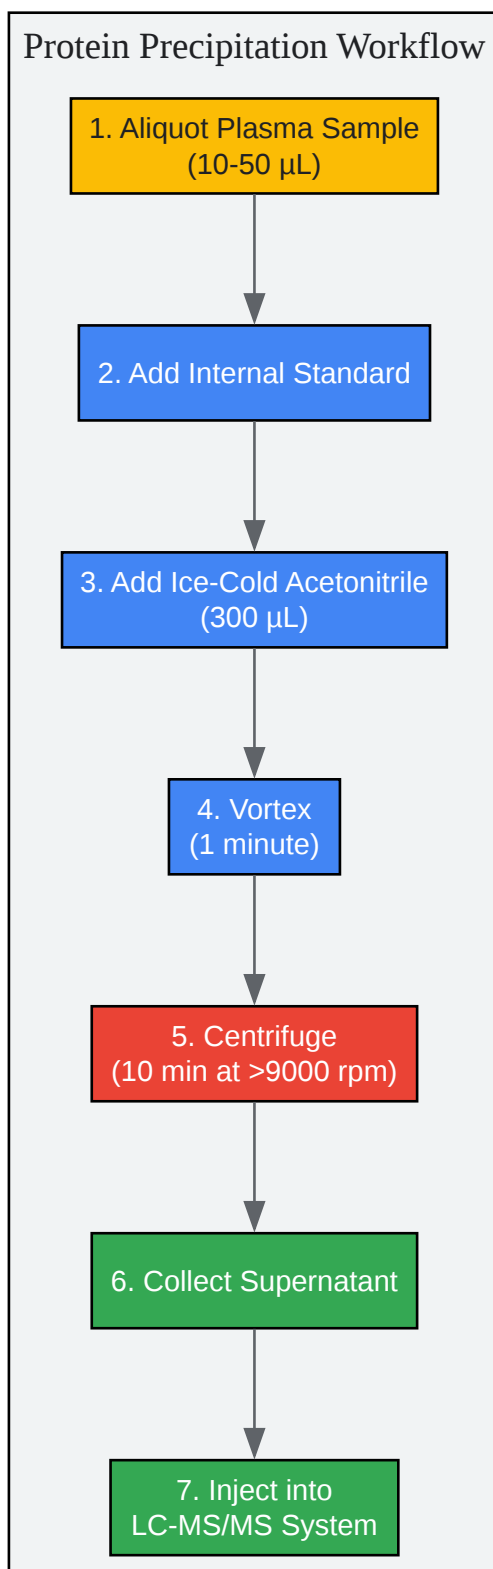 Protein Precipitation Workflow
1. Aliquot Plasma Sample
(10-50 µL)
2. Add Internal Standard
3. Add Ice-Cold Acetonitrile
(300 µL)
4. Vortex
(1 minute)
5. Centrifuge
(10 min at >9000 rpm)
6. Collect Supernatant
7. Inject into
LC-MS/MS System